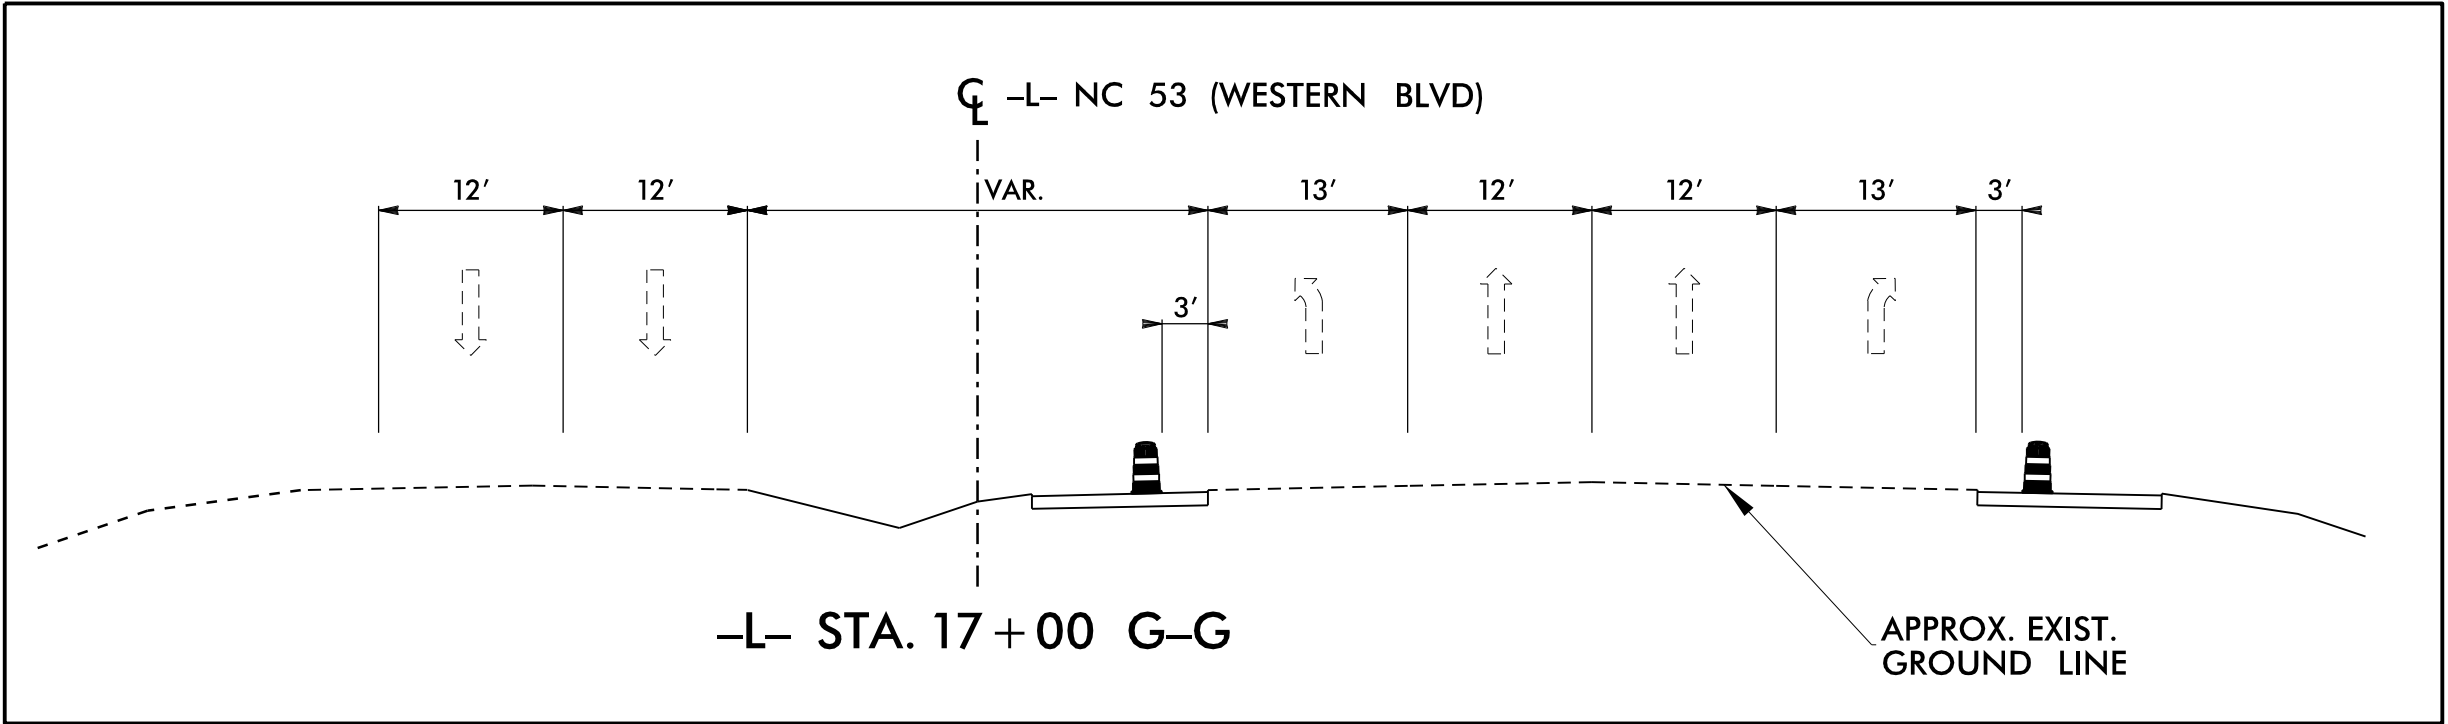 ℄ –L– NC 53 (WESTERN BLVD)
12' 12' VAR. 13' 12' 12' 13' 3'
3'
–L– STA. 17+00 G–G
APPROX. EXIST.
GROUND LINE